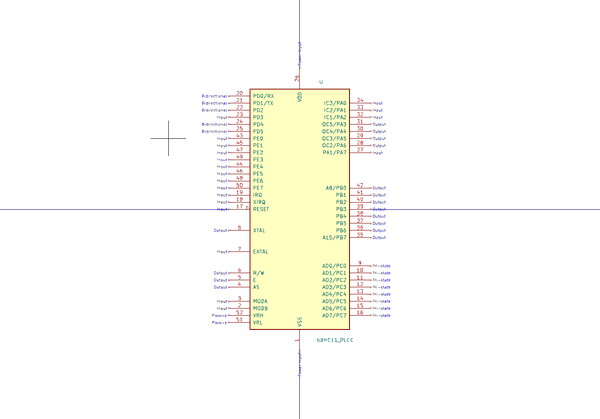 Power Input
26
U
VDD
Bidirectional 20 PD0/RX
Bidirectional 21 PD1/TX
Bidirectional 22 PD2
Input 23 PD3
Bidirectional 24 PD4
Bidirectional 25 PD5
Input 43 PE0
Input 45 PE1
Input 47 PE2
Input 49 PE3
Input 44 PE4
Input 46 PE5
Input 48 PE6
Input 50 PE7
Input 19 IRQ
Input 18 XIRQ
Input 17 RESET
Output 8 XTAL
Input 7 EXTAL
Output 6 R/W
Output 5 E
Output 4 AS
Input 3 MODA
Input 2 MODB
Passive 52 VRH
Passive 51 VRL
IC3/PA0 34 Input
IC2/PA1 33 Input
IC1/PA2 32 Input
OC5/PA3 31 Output
OC4/PA4 30 Output
OC3/PA5 29 Output
OC2/PA6 28 Output
PAI/PA7 27 Input
A8/PB0 42 Output
PB1 41 Output
PB2 40 Output
PB3 39 Output
PB4 38 Output
PB5 37 Output
PB6 36 Output
A15/PB7 35 Output
AD0/PC0 9 Tri-state
AD1/PC1 10 Tri-state
AD2/PC2 11 Tri-state
AD3/PC3 12 Tri-state
AD4/PC4 13 Tri-state
AD5/PC5 14 Tri-state
AD6/PC6 15 Tri-state
AD7/PC7 16 Tri-state
VSS
1
68HC11_PLCC
Power Input